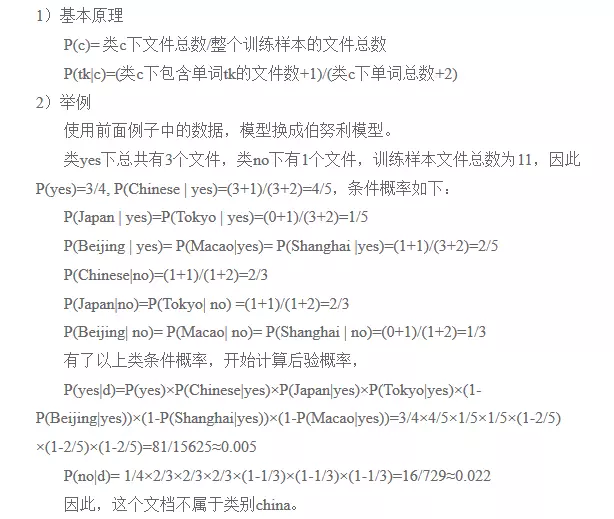 1）基本原理
P(c)= 类c下文件总数/整个训练样本的文件总数
P(tk|c)=(类c下包含单词tk的文件数+1)/(类c下单词总数+2)
2）举例
使用前面例子中的数据，模型换成伯努利模型。
类yes下总共有3个文件，类no下有1个文件，训练样本文件总数为11，因此
P(yes)=3/4, P(Chinese | yes)=(3+1)/(3+2)=4/5，条件概率如下：
P(Japan | yes)=P(Tokyo | yes)=(0+1)/(3+2)=1/5
P(Beijing | yes)= P(Macao|yes)= P(Shanghai |yes)=(1+1)/(3+2)=2/5
P(Chinese|no)=(1+1)/(1+2)=2/3
P(Japan|no)=P(Tokyo| no) =(1+1)/(1+2)=2/3
P(Beijing| no)= P(Macao| no)= P(Shanghai | no)=(0+1)/(1+2)=1/3
有了以上类条件概率，开始计算后验概率，
P(yes|d)=P(yes)×P(Chinese|yes)×P(Japan|yes)×P(Tokyo|yes)×(1-
P(Beijing|yes))×(1-P(Shanghai|yes))×(1-P(Macao|yes))=3/4×4/5×1/5×1/5×(1-2/5)
×(1-2/5)×(1-2/5)=81/15625≈0.005
P(no|d)= 1/4×2/3×2/3×2/3×(1-1/3)×(1-1/3)×(1-1/3)=16/729≈0.022
因此，这个文档不属于类别china。